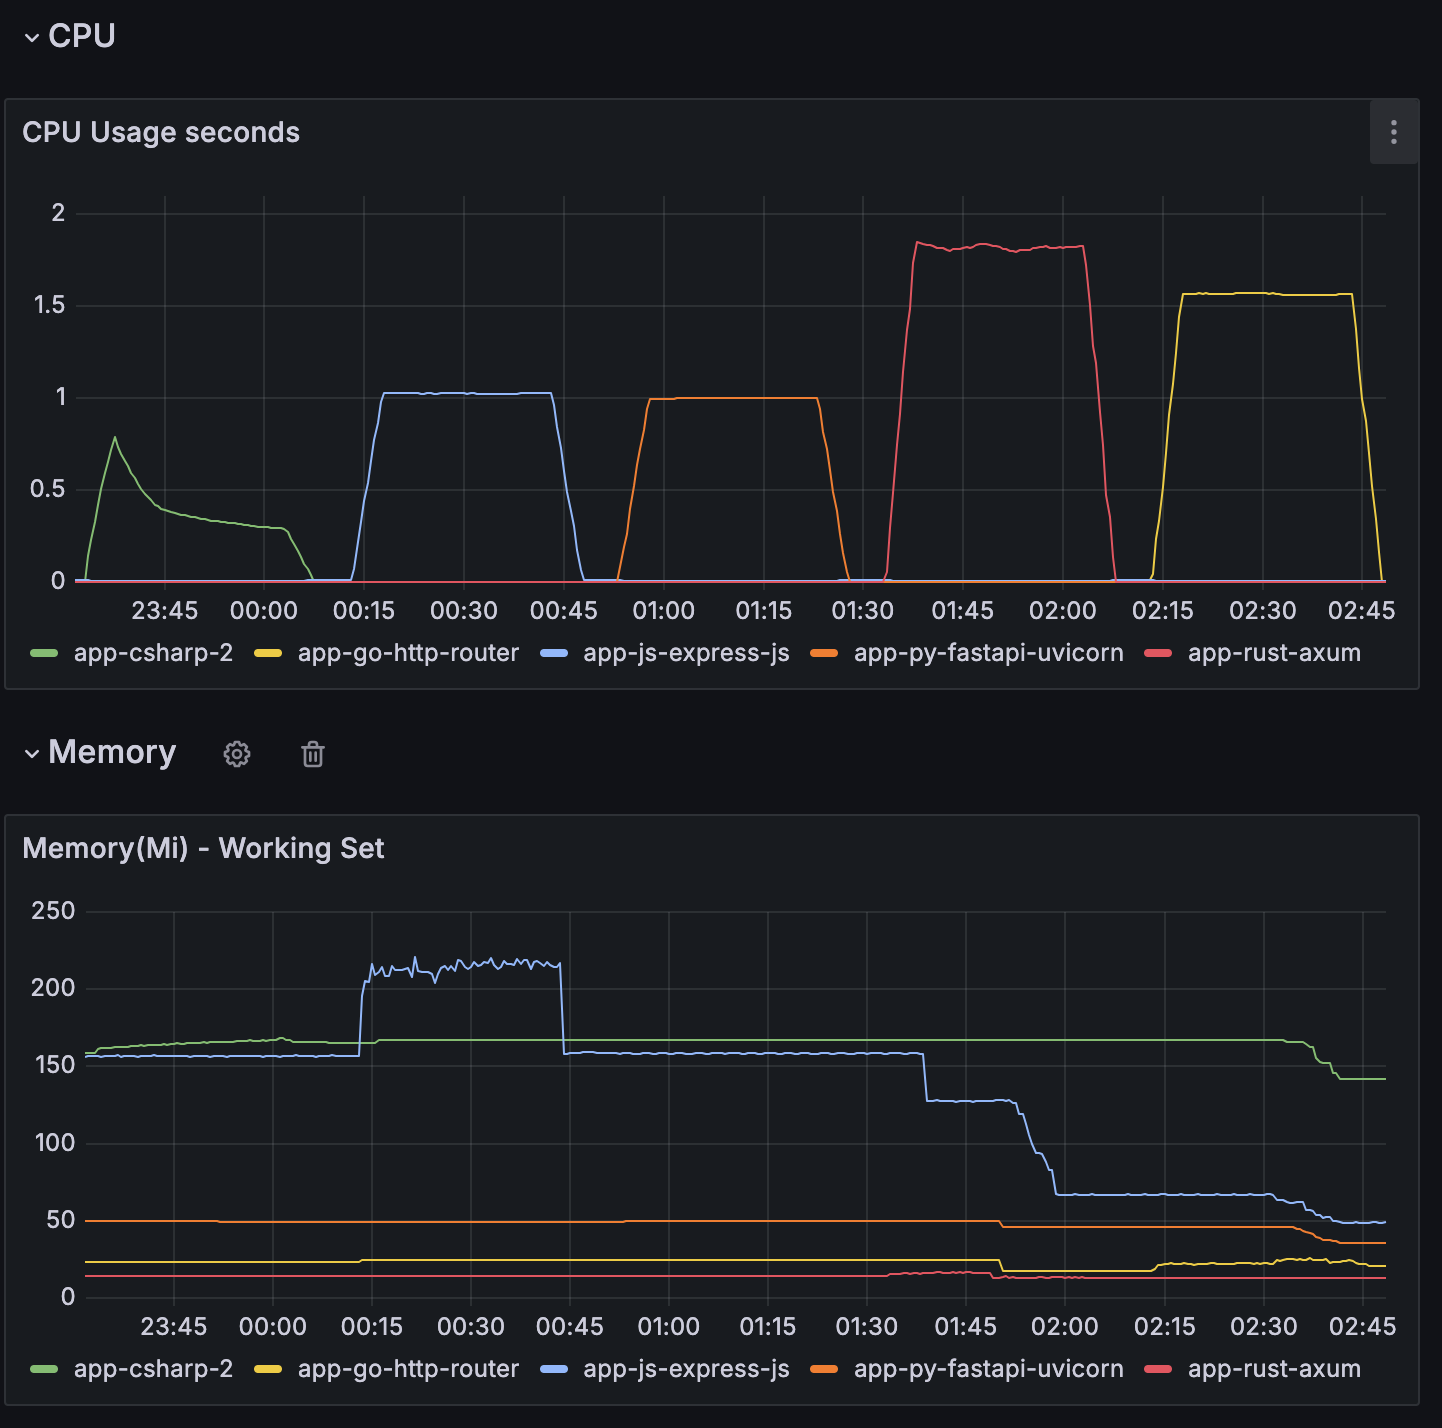 CPU
CPU Usage seconds
2
1.5
1
0.5
0
23:45 00:00 00:15 00:30 00:45 01:00 01:15 01:30 01:45 02:00 02:15 02:30 02:45
app-csharp-2 app-go-http-router app-js-express-js app-py-fastapi-uvicorn app-rust-axum
Memory
Memory(Mi) - Working Set
250
200
150
100
50
0
23:45 00:00 00:15 00:30 00:45 01:00 01:15 01:30 01:45 02:00 02:15 02:30 02:45
app-csharp-2 app-go-http-router app-js-express-js app-py-fastapi-uvicorn app-rust-axum